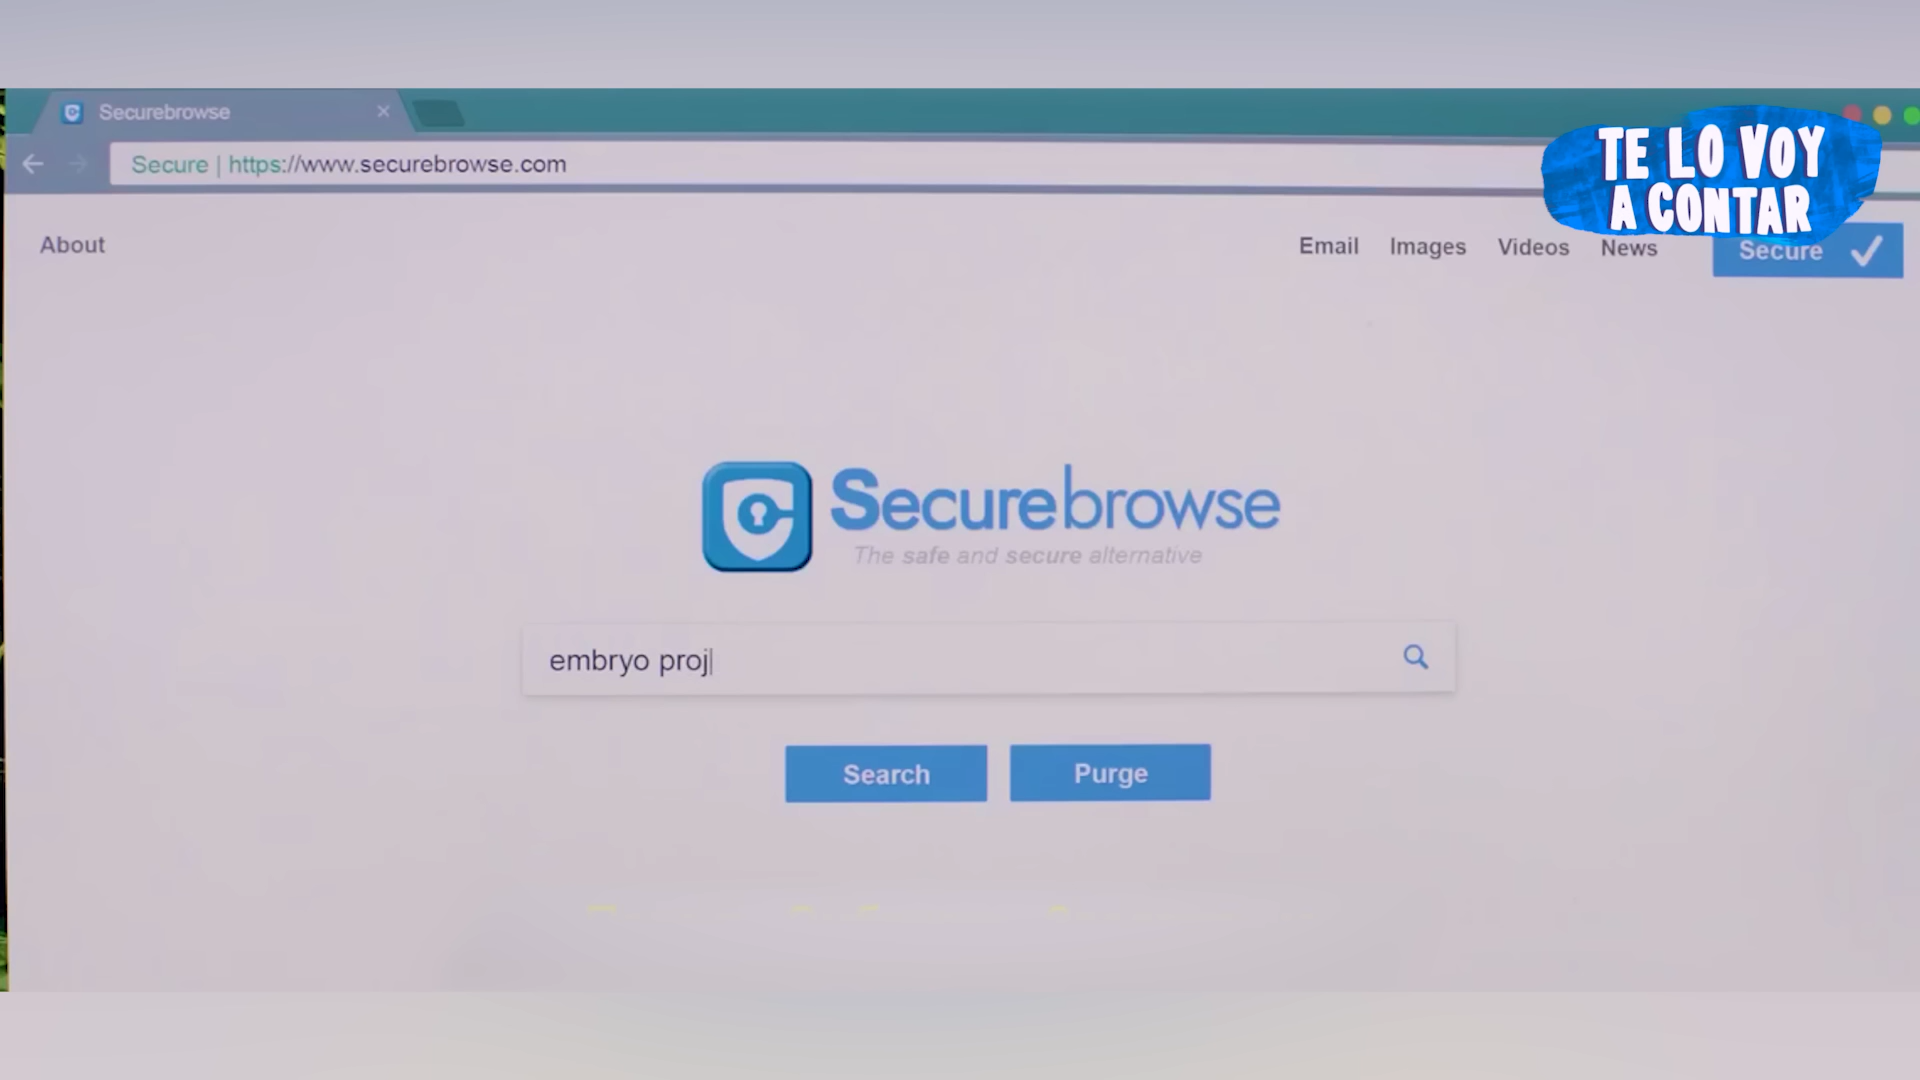 Securebrowse
Secure | https://www.securebrowse.com
TE LO VOY
A CONTAR
About
Email
Images
Videos
News
Secure
Securebrowse
The safe and secure alternative
embryo proj
Search
Purge